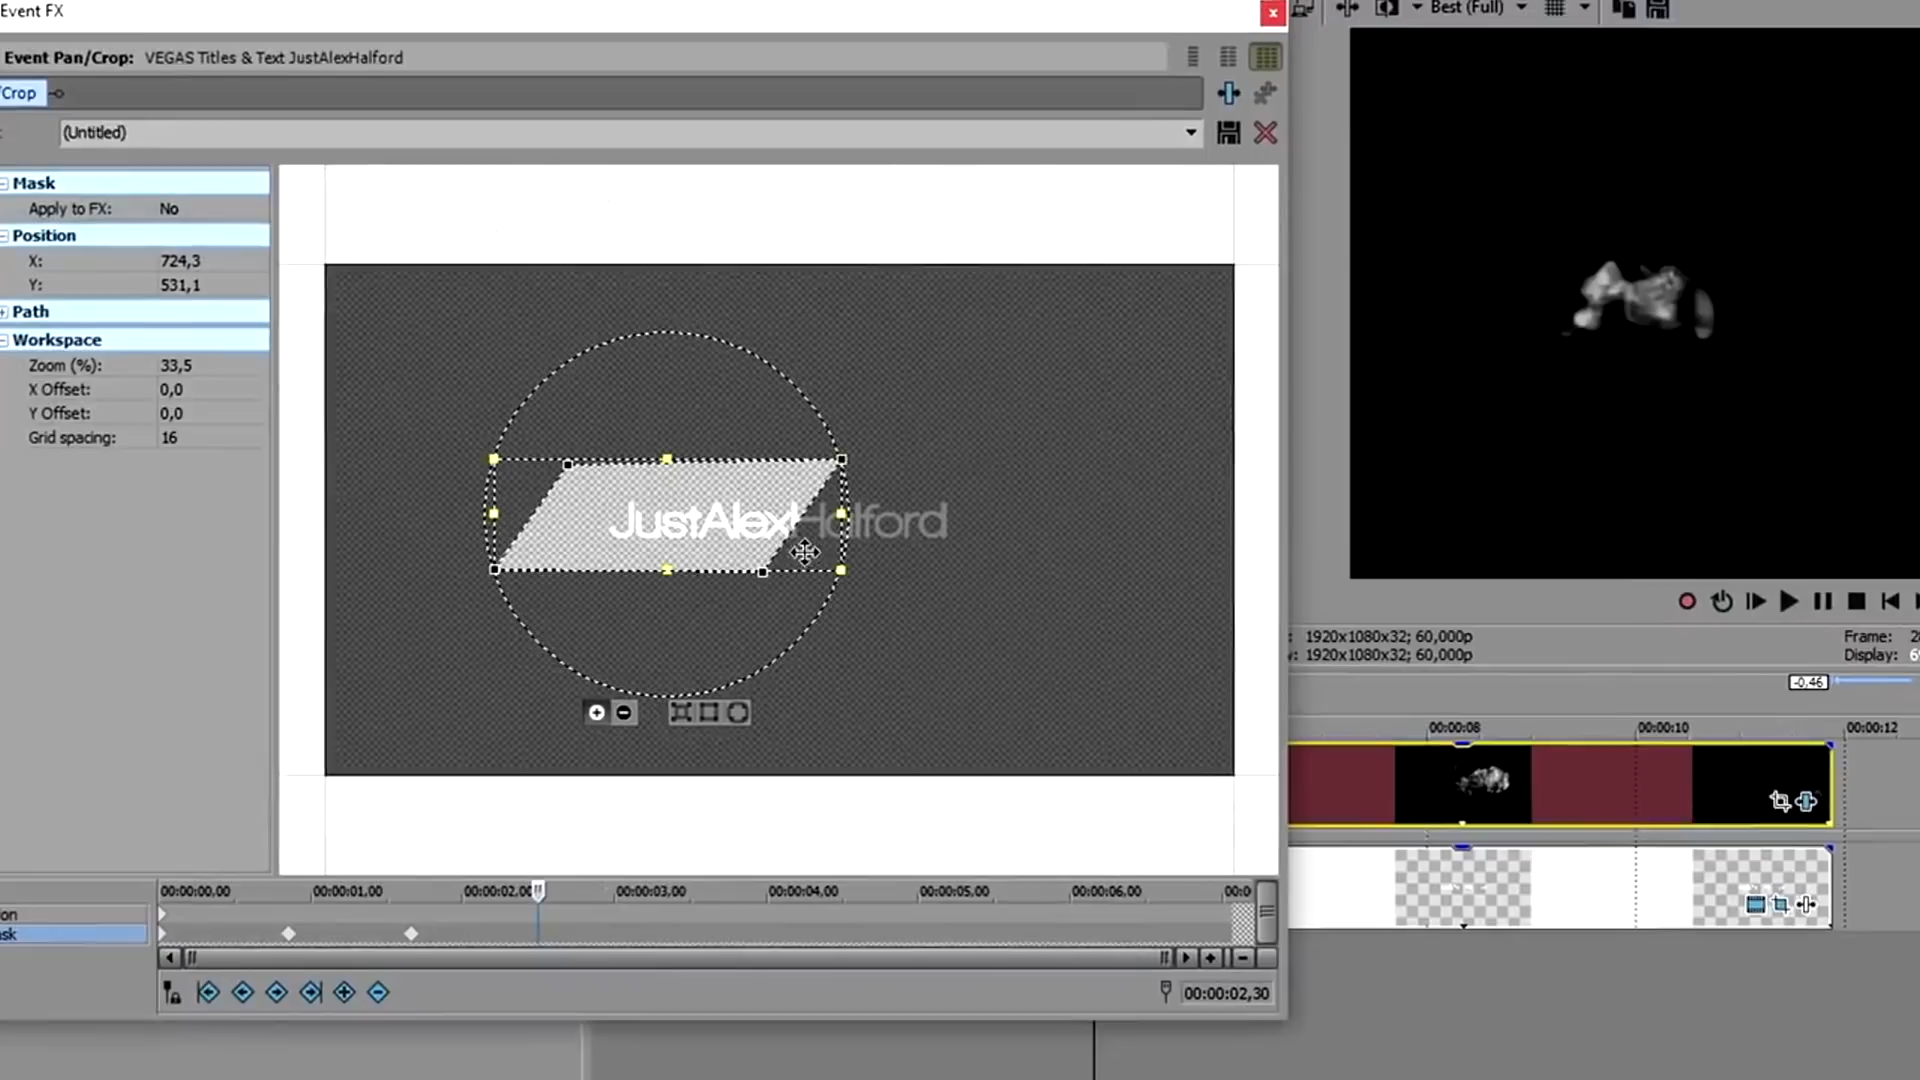 Event FX
Best (Full)
Event Pan/Crop: VEGAS Titles & Text JustAlexHalford
/Crop
(Untitled)
Mask
Apply to FX: No
Position
X: 724,3
Y: 531,1
Path
Workspace
Zoom (%): 33,5
X Offset: 0,0
Y Offset: 0,0
Grid spacing: 16
JustAlexHalford
1920x1080x32; 60,000p
Frame:
1920x1080x32; 60,000p
Display:
-0,46
00:00:08 00:00:10 00:00:12
00:00:00,00 00:00:01,00 00:00:02,00 00:00:03,00 00:00:04,00 00:00:05,00 00:00:06,00 00:0
ion
ask
00:00:02,30